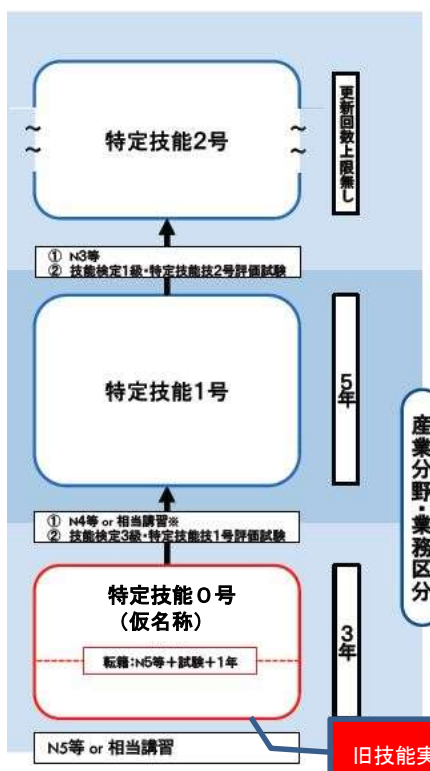 特定技能2号
更新回数上限無し
① N3等
② 技能検定1級・特定技能技2号評価試験
特定技能1号
5年
産業分野・業務区分
① N4等 or 相当講習※
② 技能検定3級・特定技能技1号評価試験
特定技能０号
（仮名称）
転籍:N5等+試験+1年
3年
N5等 or 相当講習
旧技能実